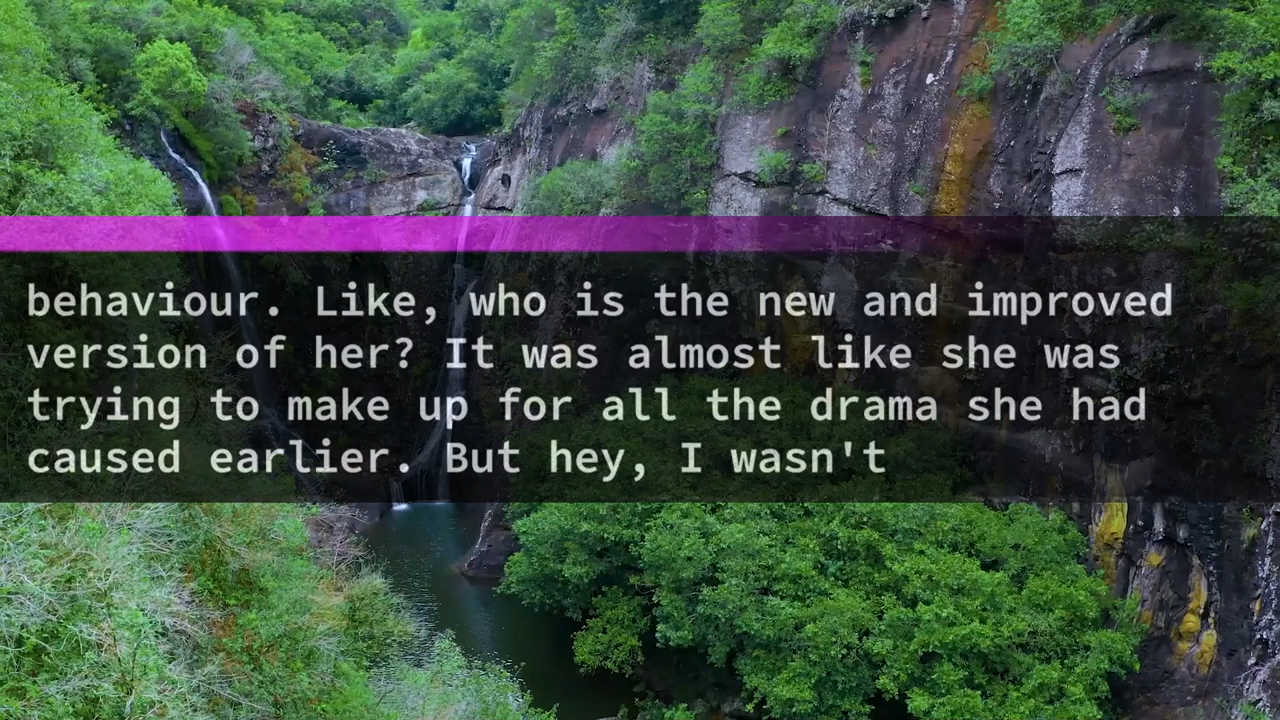 behaviour. Like, who is the new and improved
version of her? It was almost like she was
trying to make up for all the drama she had
caused earlier. But hey, I wasn't